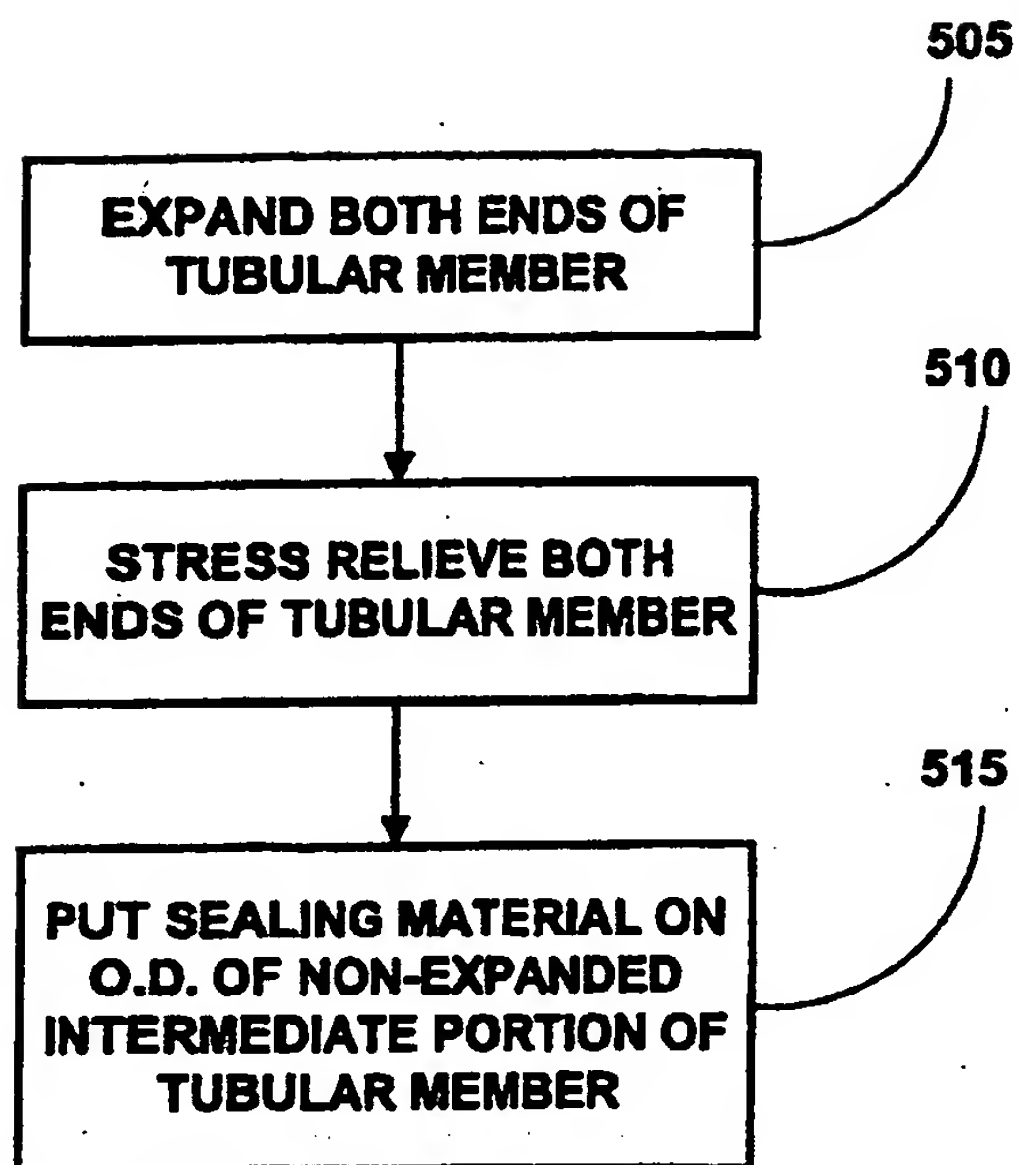 505
EXPAND BOTH ENDS OF
TUBULAR MEMBER
510
STRESS RELIEVE BOTH
ENDS OF TUBULAR MEMBER
515
PUT SEALING MATERIAL ON
O.D. OF NON-EXPANDED
INTERMEDIATE PORTION OF
TUBULAR MEMBER